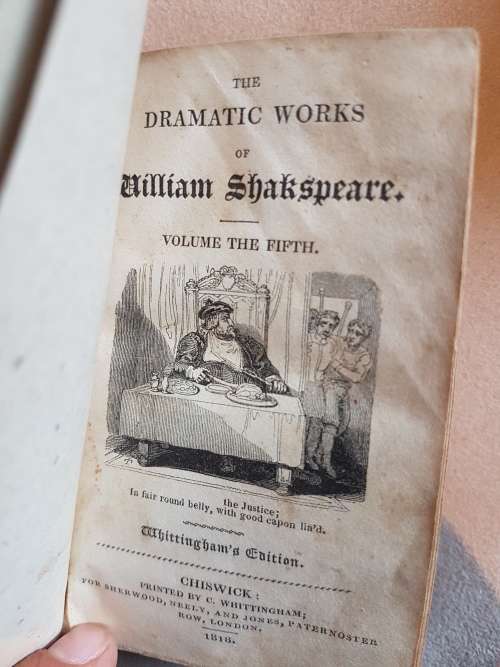 THE
DRAMATIC WORKS
OF
William Shakspeare.
VOLUME THE FIFTH.
the Justice;
In fair round belly, with good capon lin'd.
Whittingham's Edition.
CHISWICK:
PRINTED BY C. WHITTINGHAM;
FOR SHERWOOD, NEELY, AND JONES, PATERNOSTER
ROW, LONDON.
1818.